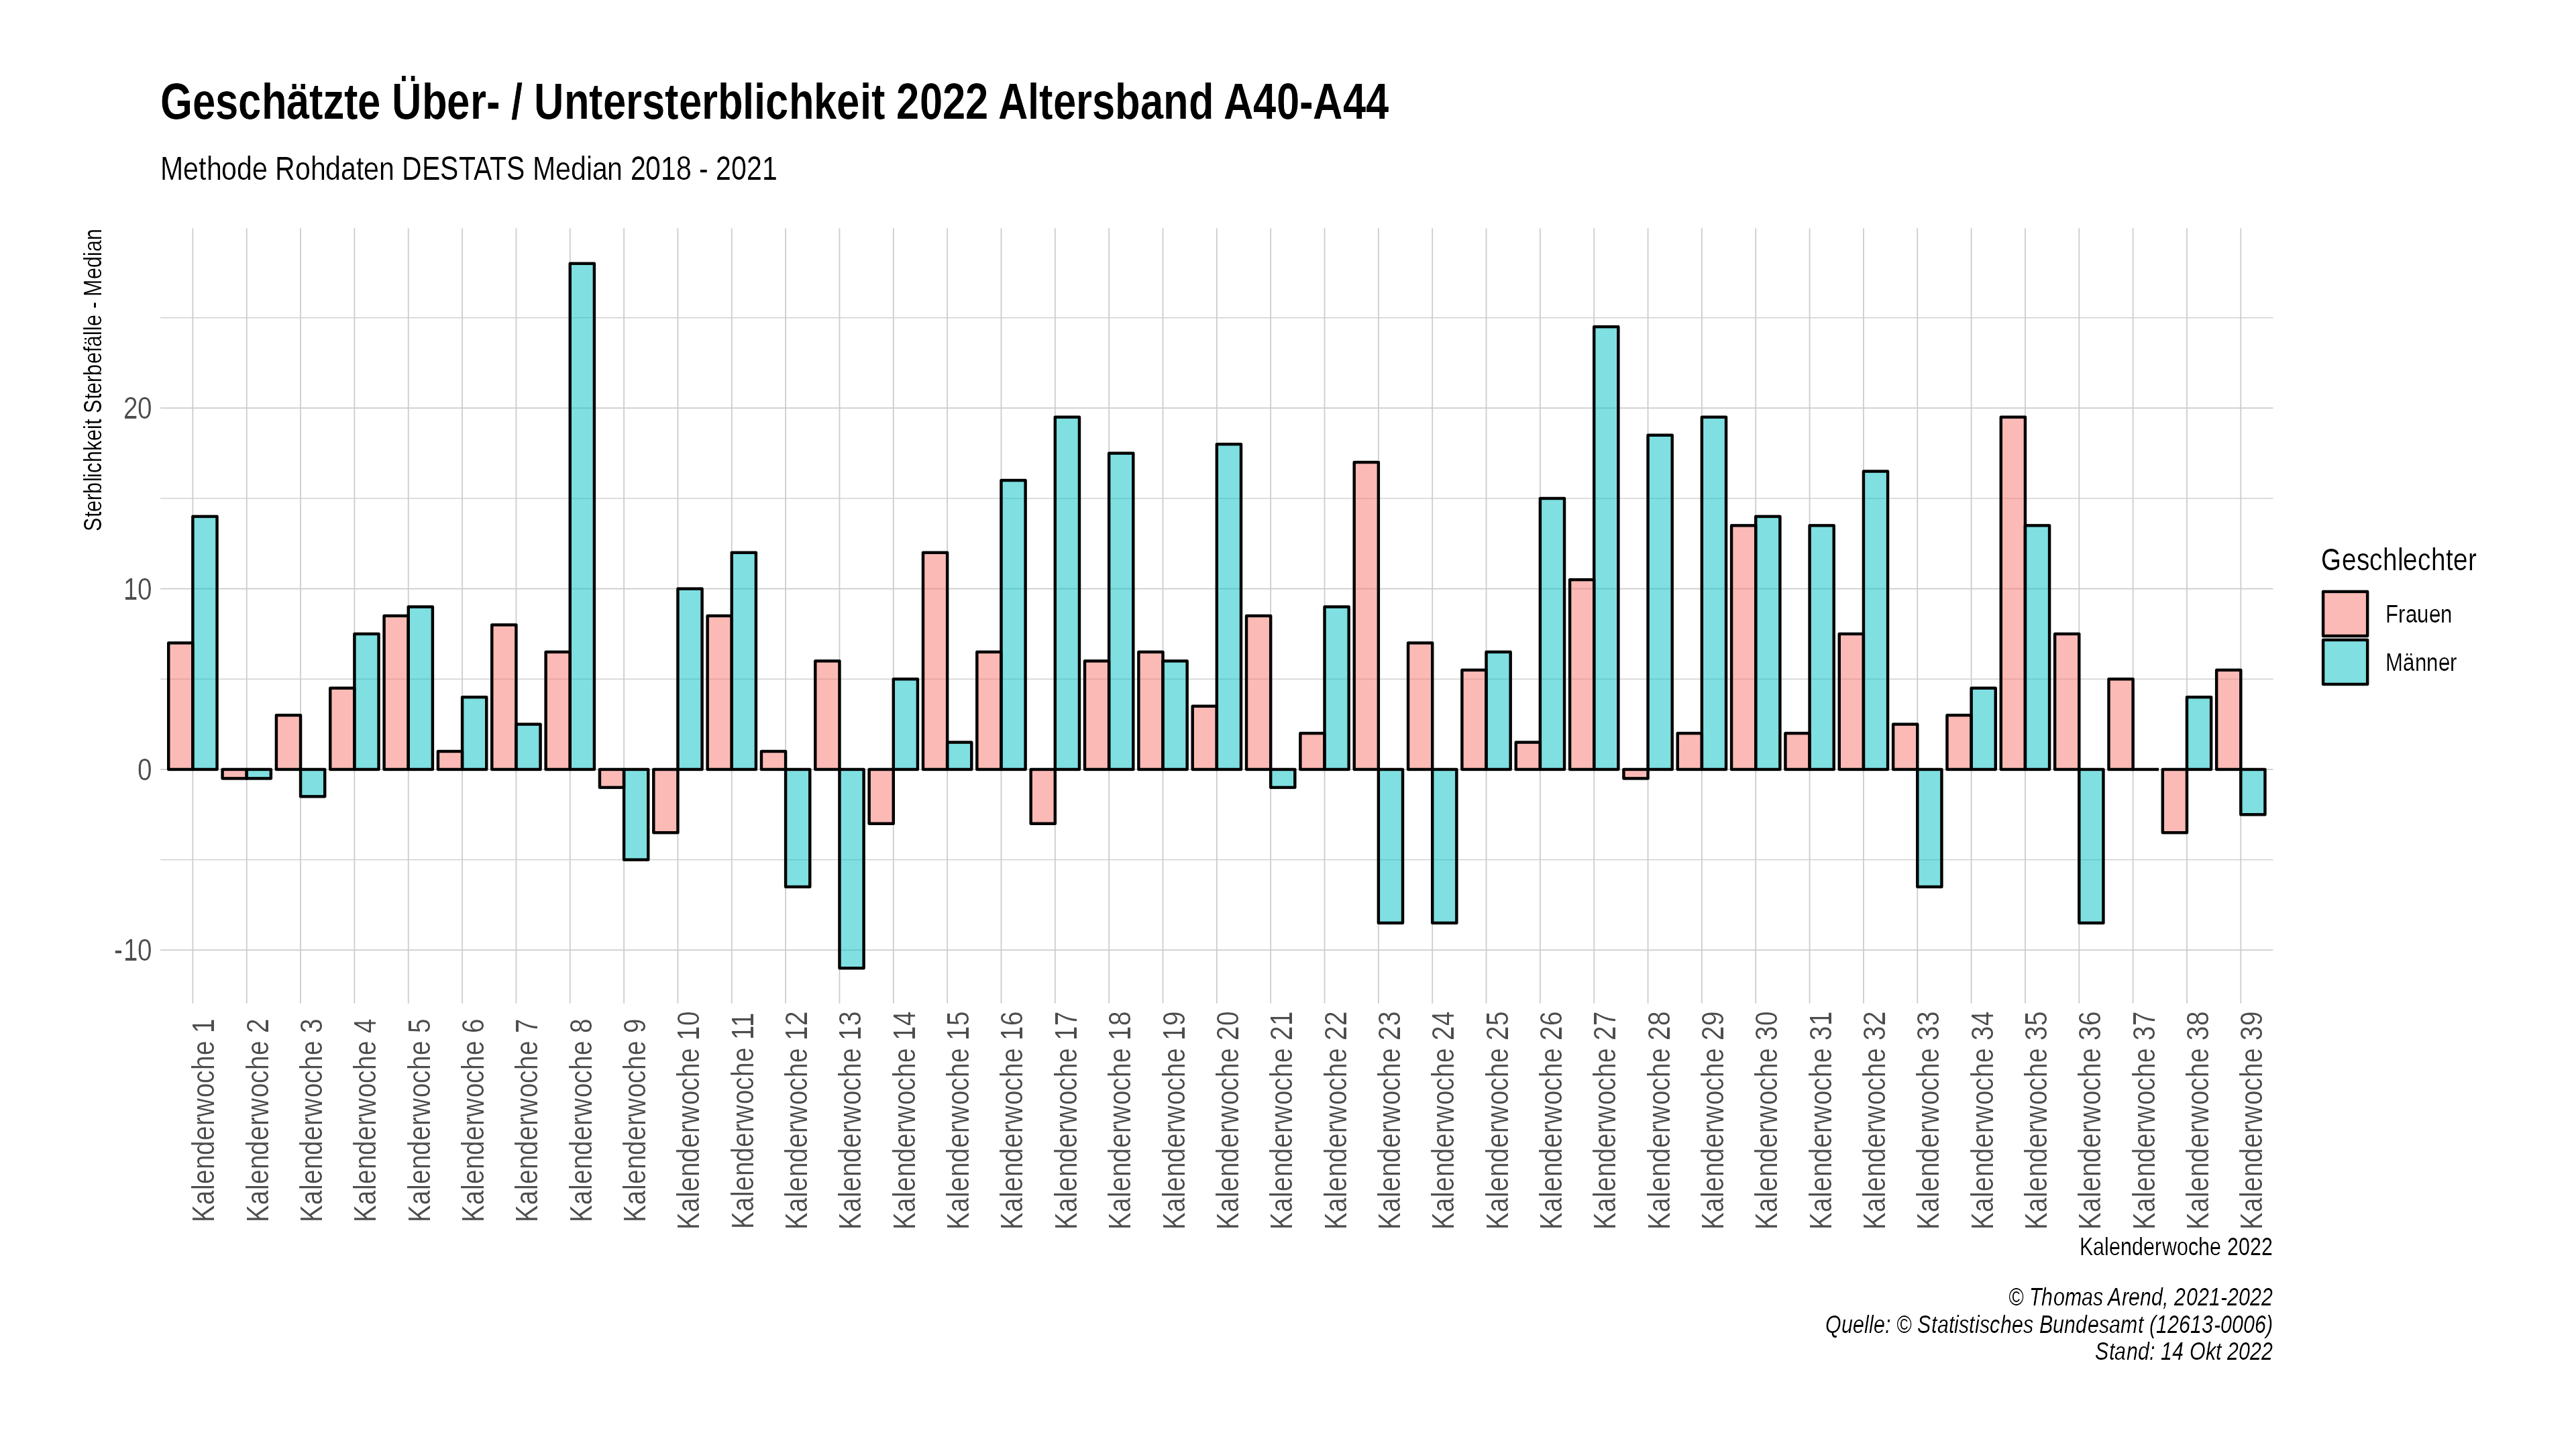 Geschätzte Über- / Untersterblichkeit 2022 Altersband A40-A44
Methode Rohdaten DESTATS Median 2018 - 2021
Sterblichkeit Sterbefälle - Median
20
10
0
-10
Kalenderwoche 1
Kalenderwoche 2
Kalenderwoche 3
Kalenderwoche 4
Kalenderwoche 5
Kalenderwoche 6
Kalenderwoche 7
Kalenderwoche 8
Kalenderwoche 9
Kalenderwoche 10
Kalenderwoche 11
Kalenderwoche 12
Kalenderwoche 13
Kalenderwoche 14
Kalenderwoche 15
Kalenderwoche 16
Kalenderwoche 17
Kalenderwoche 18
Kalenderwoche 19
Kalenderwoche 20
Kalenderwoche 21
Kalenderwoche 22
Kalenderwoche 23
Kalenderwoche 24
Kalenderwoche 25
Kalenderwoche 26
Kalenderwoche 27
Kalenderwoche 28
Kalenderwoche 29
Kalenderwoche 30
Kalenderwoche 31
Kalenderwoche 32
Kalenderwoche 33
Kalenderwoche 34
Kalenderwoche 35
Kalenderwoche 36
Kalenderwoche 37
Kalenderwoche 38
Kalenderwoche 39
Kalenderwoche 2022
Geschlechter
Frauen
Männer
© Thomas Arend, 2021-2022
Quelle: © Statistisches Bundesamt (12613-0006)
Stand: 14 Okt 2022